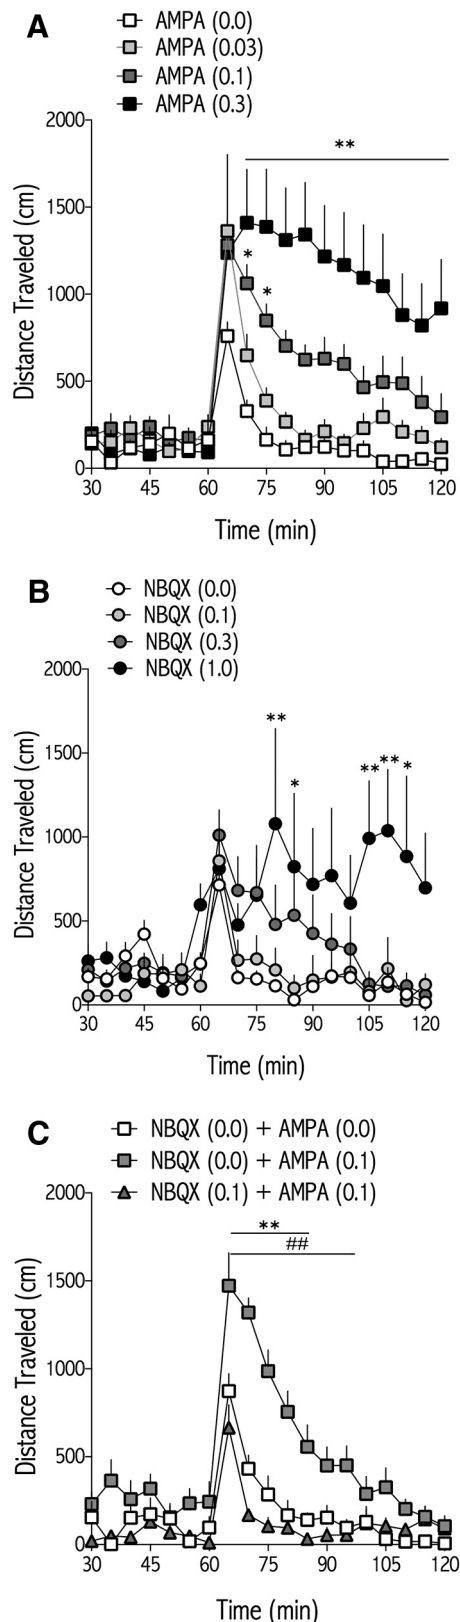 A
AMPA (0.0)
AMPA (0.03)
AMPA (0.1)
AMPA (0.3)
2000
1500
1000
500
0
Distance Traveled (cm)
**
*
*
30 45 60 75 90 105 120
Time (min)
B
NBQX (0.0)
NBQX (0.1)
NBQX (0.3)
NBQX (1.0)
2000
1500
1000
500
0
Distance Traveled (cm)
**
*
**
**
*
30 45 60 75 90 105 120
Time (min)
C
NBQX (0.0) + AMPA (0.0)
NBQX (0.0) + AMPA (0.1)
NBQX (0.1) + AMPA (0.1)
2000
1500
1000
500
0
Distance Traveled (cm)
**
##
30 45 60 75 90 105 120
Time (min)